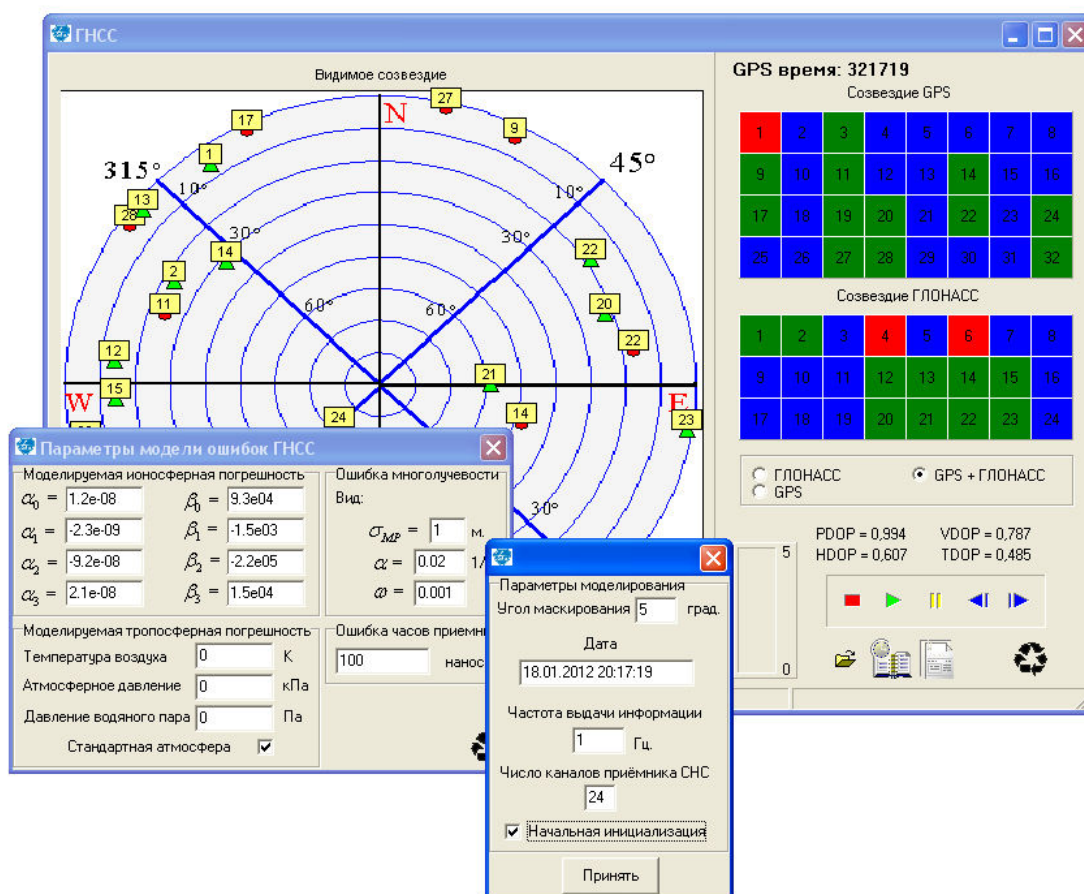 ГНСС
Видимое созвездие
N
E
W
315°
45°
10°
30°
60°
10°
30°
60°
30°
27
17
9
1
13
28
14
2
11
12
15
24
22
20
22
21
14
23
GPS время: 321719
Созвездие GPS
1 2 3 4 5 6 7 8
9 10 11 12 13 14 15 16
17 18 19 20 21 22 23 24
25 26 27 28 29 30 31 32
Созвездие ГЛОНАСС
1 2 3 4 5 6 7 8
9 10 11 12 13 14 15 16
17 18 19 20 21 22 23 24
ГЛОНАСС
GPS + ГЛОНАСС
GPS
5
0
PDOP = 0,994 VDOP = 0,787
HDOP = 0,607 TDOP = 0,485
Параметры модели ошибок ГНСС
Моделируемая ионосферная погрешность
α0 = 1.2e-08 β0 = 9.3e04
α1 = -2.3e-09 β1 = -1.5e03
α2 = -9.2e-08 β2 = -2.2e05
α3 = 2.1e-08 β3 = 1.5e04
Ошибка многолучевости
Вид:
σMP = 1 м.
α = 0.02 1/
ω = 0.001
Моделируемая тропосферная погрешность
Температура воздуха 0 К
Атмосферное давление 0 кПа
Давление водяного пара 0 Па
Стандартная атмосфера
Ошибка часов приемн
100 нанос
Параметры моделирования
Угол маскирования 5 град.
Дата
18.01.2012 20:17:19
Частота выдачи информации
1 Гц.
Число каналов приёмника СНС
24
Начальная инициализация
Принять